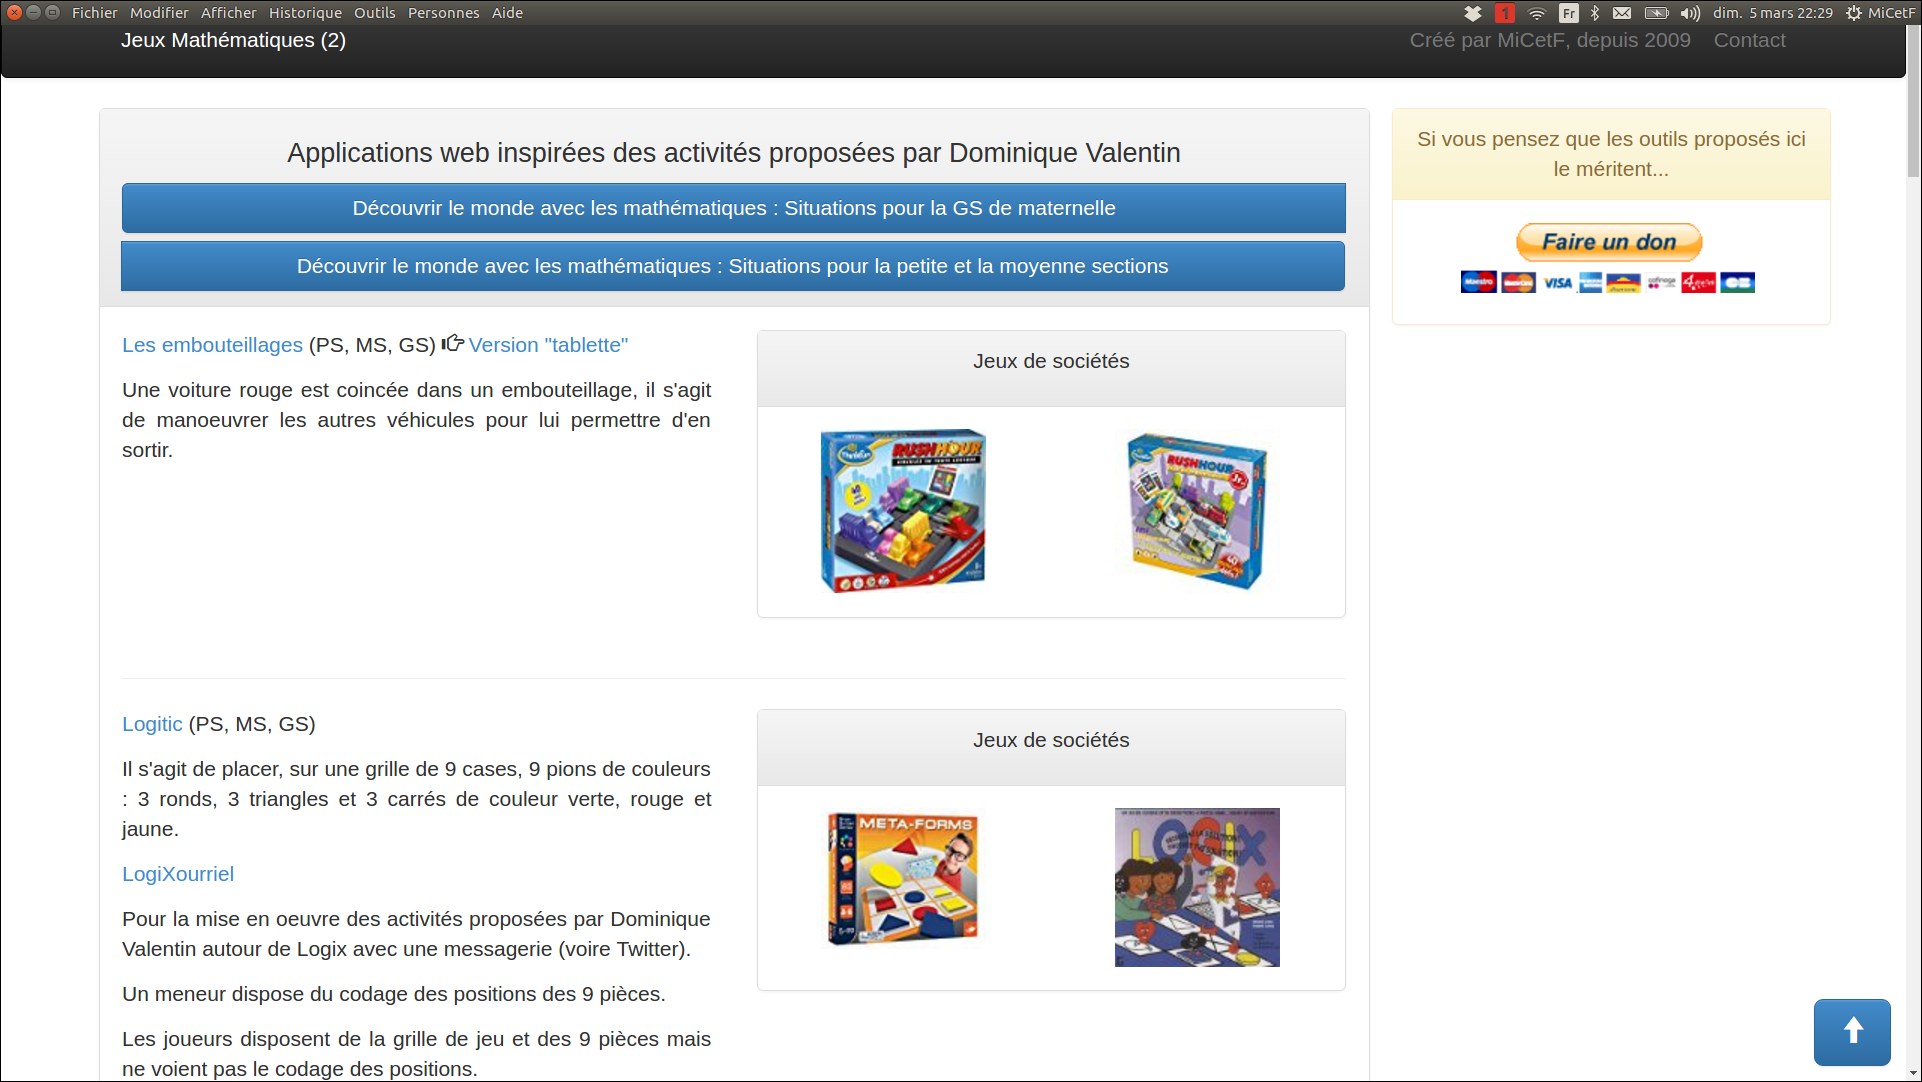 Fichier Modifier Afficher Historique Outils Personnes Aide
1 Fr dim. 5 mars 22:29 MiCetF
Jeux Mathématiques (2)
Créé par MiCetF, depuis 2009 Contact
Applications web inspirées des activités proposées par Dominique Valentin
Découvrir le monde avec les mathématiques : Situations pour la GS de maternelle
Découvrir le monde avec les mathématiques : Situations pour la petite et la moyenne sections
Si vous pensez que les outils proposés ici
le méritent...
Faire un don
Maestro MasterCard VISA
Les embouteillages (PS, MS, GS) Version "tablette"
Une voiture rouge est coincée dans un embouteillage, il s'agit
de manoeuvrer les autres véhicules pour lui permettre d'en
sortir.
Jeux de sociétés
ThinkFun RUSH HOUR
RUSH HOUR Jr.
Logitic (PS, MS, GS)
Il s'agit de placer, sur une grille de 9 cases, 9 pions de couleurs
: 3 ronds, 3 triangles et 3 carrés de couleur verte, rouge et
jaune.
LogiXourriel
Pour la mise en oeuvre des activités proposées par Dominique
Valentin autour de Logix avec une messagerie (voire Twitter).
Un meneur dispose du codage des positions des 9 pièces.
Les joueurs disposent de la grille de jeu et des 9 pièces mais
ne voient pas le codage des positions.
Jeux de sociétés
META-FORMS
LOGIX